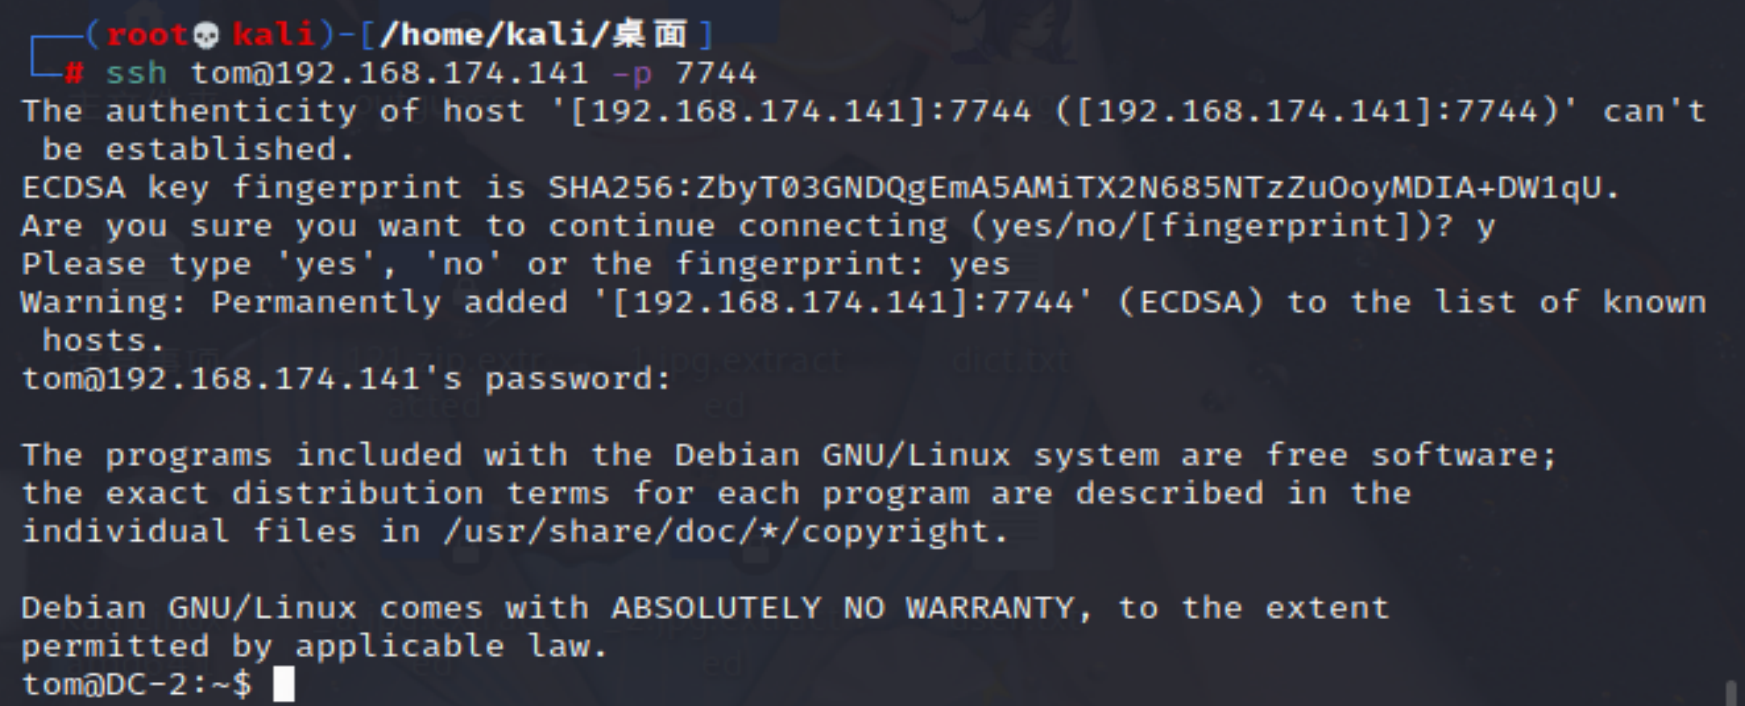 (root💀kali)-[/home/kali/桌面]
# ssh tom@192.168.174.141 -p 7744
The authenticity of host '[192.168.174.141]:7744 ([192.168.174.141]:7744)' can't
be established.
ECDSA key fingerprint is SHA256:ZbyT03GNDQgEmA5AMiTX2N685NTzZuOoyMDIA+DW1qU.
Are you sure you want to continue connecting (yes/no/[fingerprint])? y
Please type 'yes', 'no' or the fingerprint: yes
Warning: Permanently added '[192.168.174.141]:7744' (ECDSA) to the list of known
hosts.
tom@192.168.174.141's password:
The programs included with the Debian GNU/Linux system are free software;
the exact distribution terms for each program are described in the
individual files in /usr/share/doc/*/copyright.
Debian GNU/Linux comes with ABSOLUTELY NO WARRANTY, to the extent
permitted by applicable law.
tom@DC-2:~$